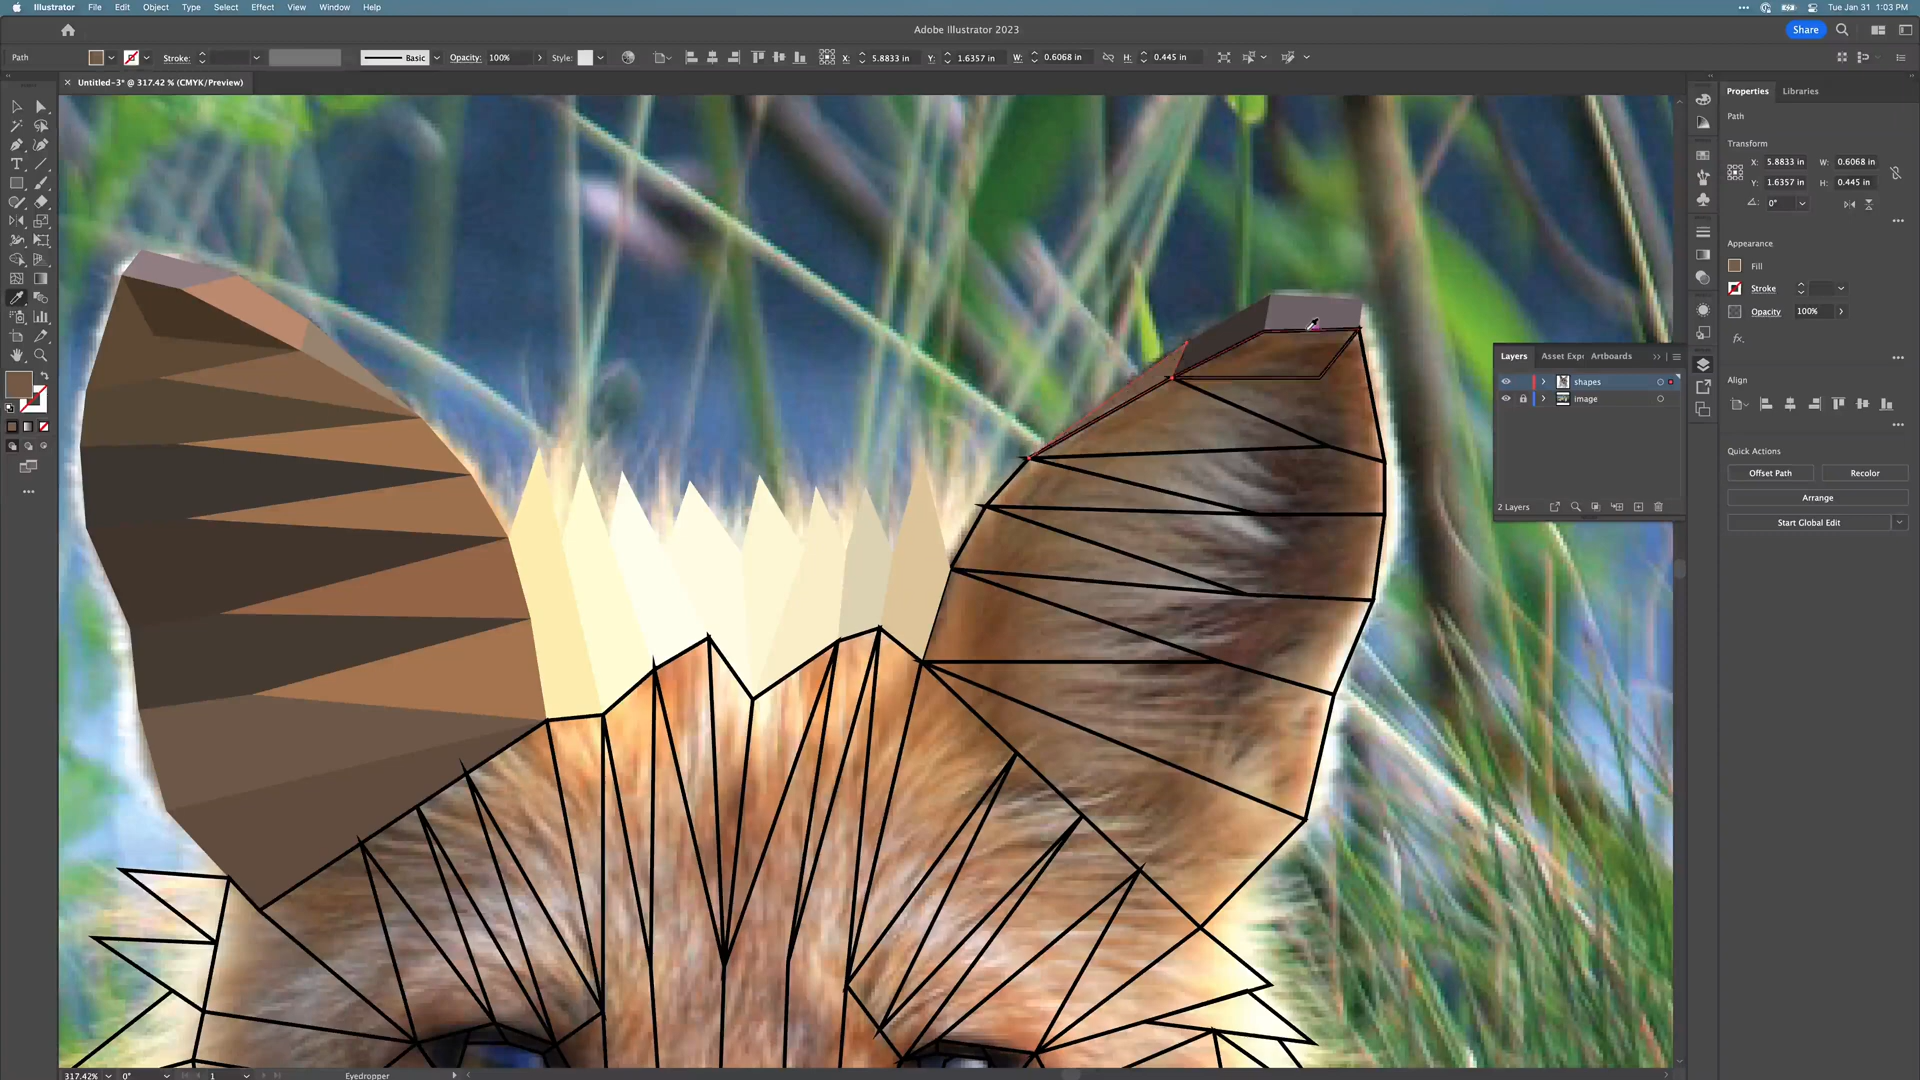 Illustrator File Edit Object Type Select Effect View Window Help
Tue Jan 31 1:03 PM
Adobe Illustrator 2023
Share
Path
Stroke:
Basic
Opacity: 100%
Style:
X: 5.8833 in
Y: 1.6357 in
W: 0.6068 in
H: 0.445 in
× Untitled-3* @ 317.42 % (CMYK/Preview)
Properties Libraries
Path
Transform
X: 5.8833 in W: 0.6068 in
Y: 1.6357 in H: 0.445 in
0°
Appearance
Fill
Stroke
Opacity 100%
fx.
Align
Quick Actions
Offset Path Recolor
Arrange
Start Global Edit
Layers Asset Exp Artboards
shapes
image
2 Layers
317.42% 0° 1 Eyedropper